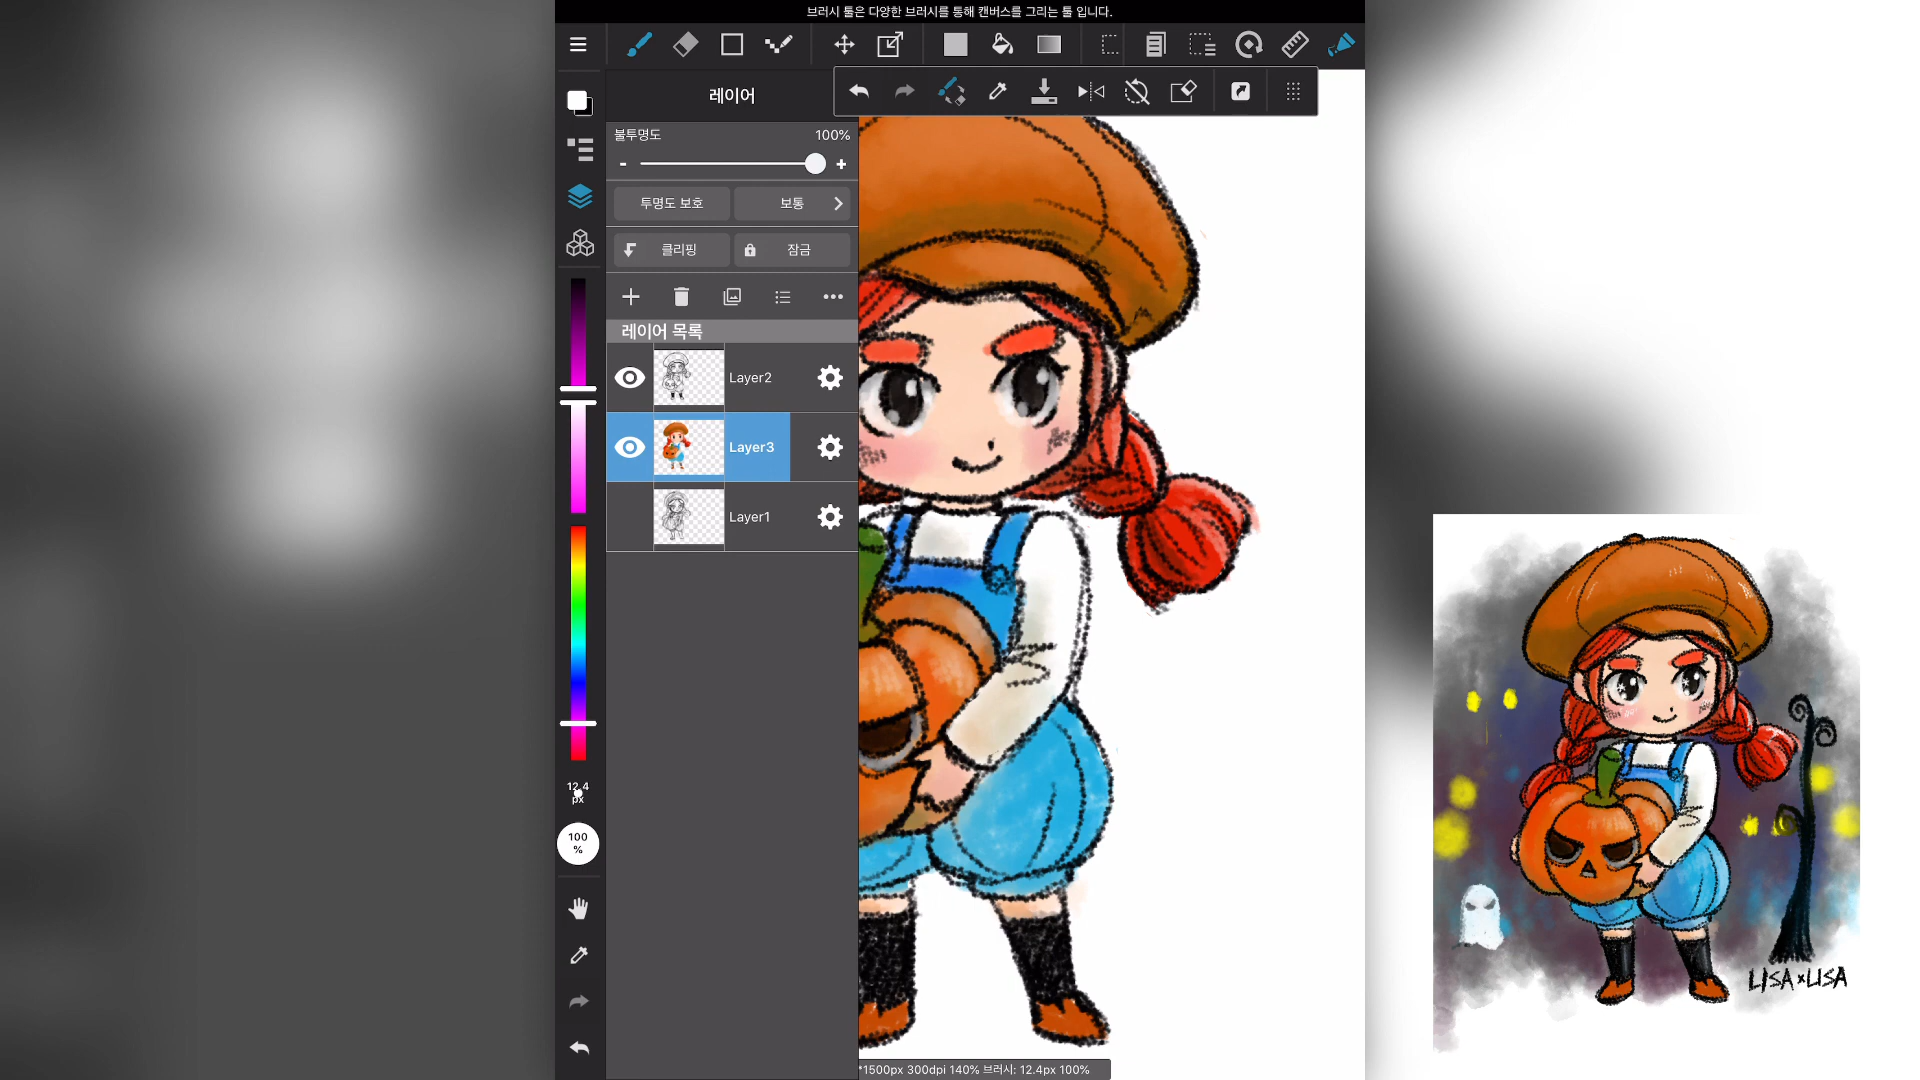 브러시 툴은 다양한 브러시를 통해 캔버스를 그리는 툴 입니다.
레이어
불투명도 100%
- +
투명도 보호 보통
클리핑 잠금
레이어 목록
Layer2
Layer3
Layer1
12.4
px
100
%
*1500px 300dpi 140% 브러시: 12.4px 100%
LISA×LISA